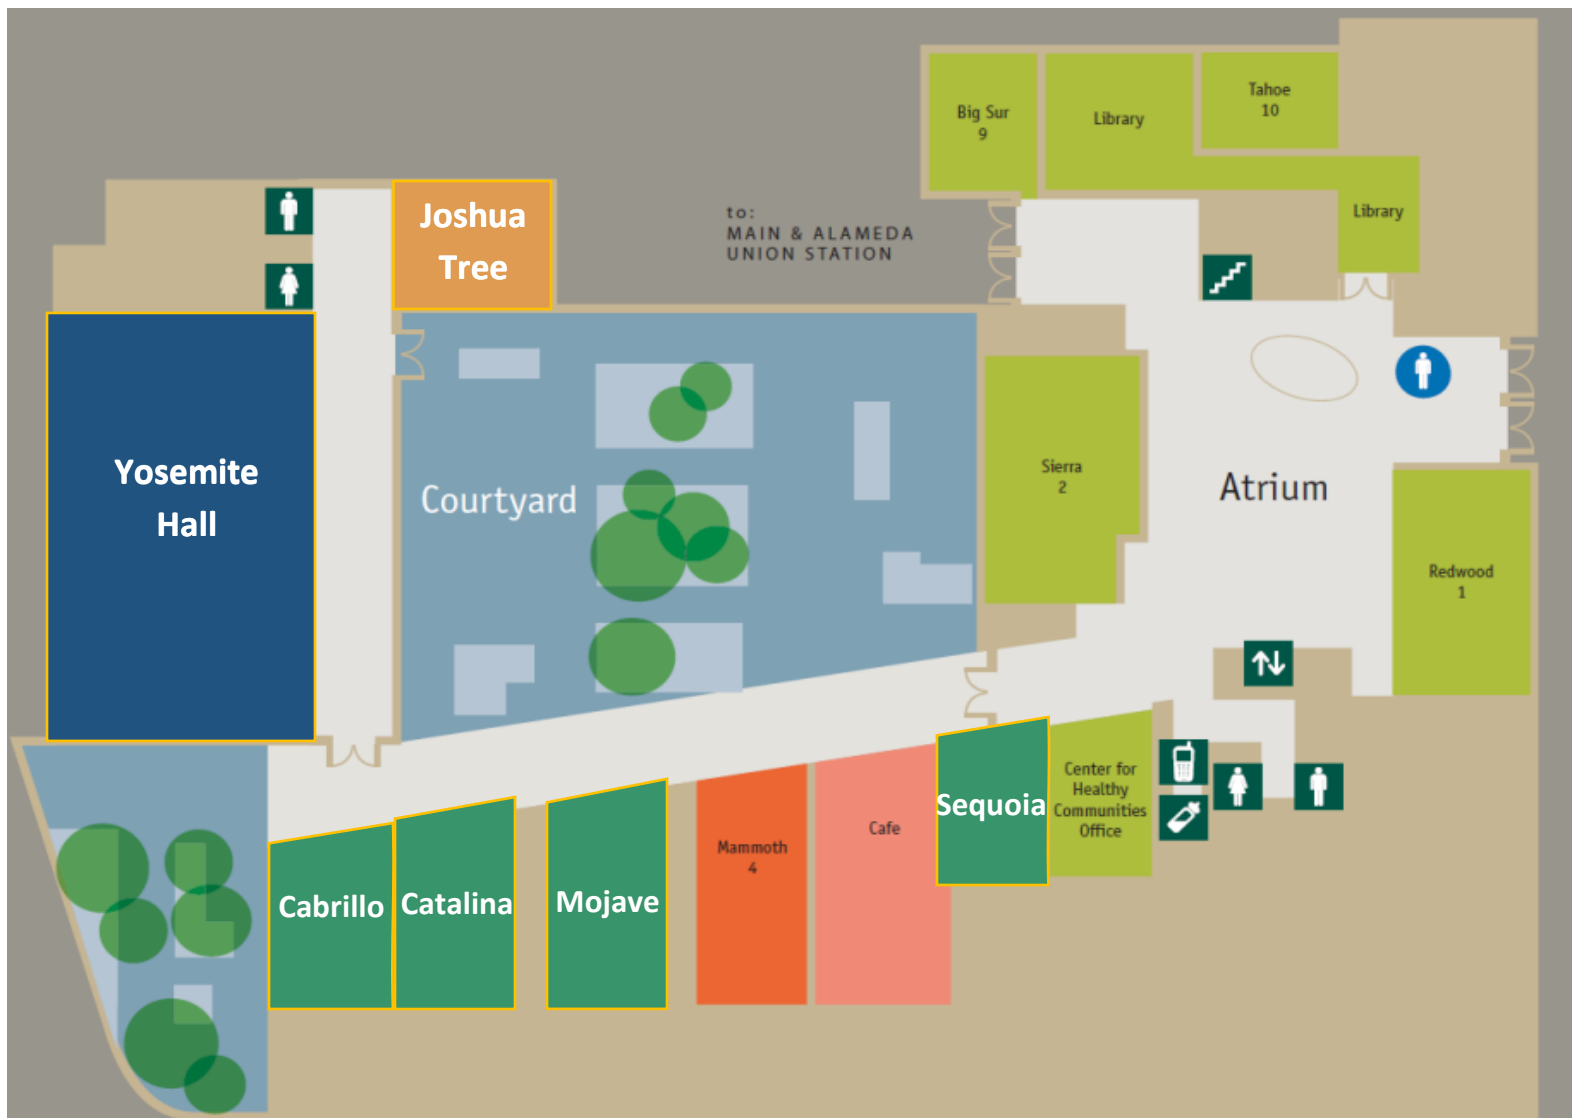 Big Sur
9
Library
Tahoe
10
Library
Joshua
Tree
to:
MAIN & ALAMEDA
UNION STATION
Yosemite
Hall
Courtyard
Sierra
2
Atrium
Redwood
1
Cabrillo
Catalina
Mojave
Mammoth
4
Cafe
Sequoia
Center for
Healthy
Communities
Office